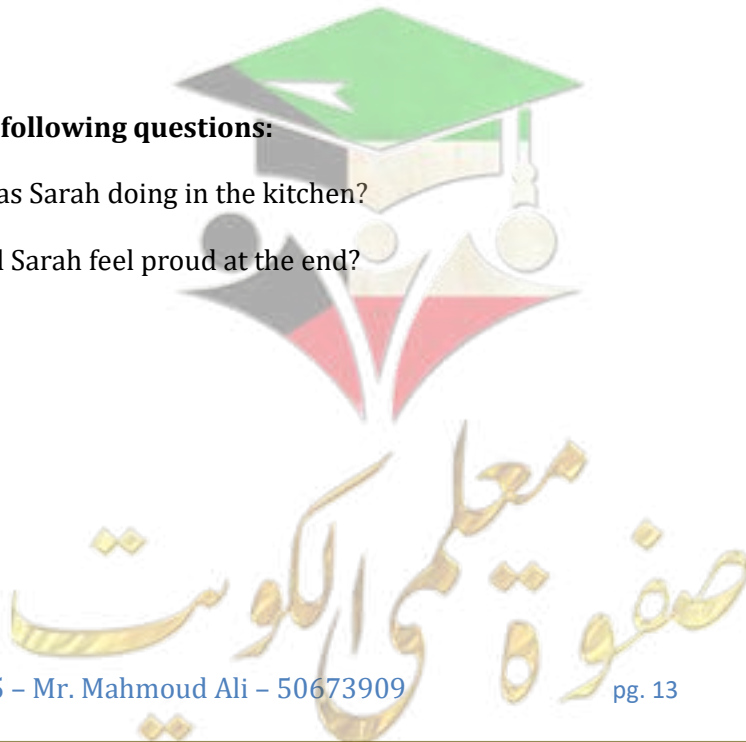 following questions:
as Sarah doing in the kitchen?
Sarah feel proud at the end?
صفوة معلمي الكويت
– Mr. Mahmoud Ali – 50673909 pg. 13